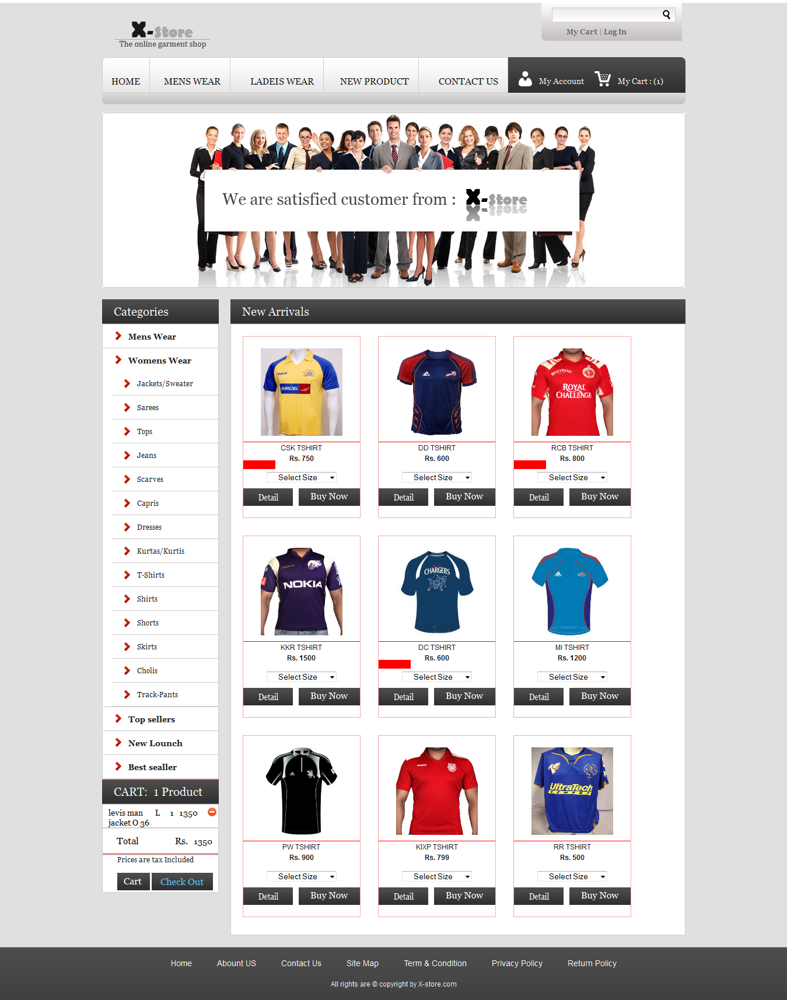 X-Store
The online garment shop
My Cart | Log In
HOME MENS WEAR LADEIS WEAR NEW PRODUCT CONTACT US My Account My Cart : (1)
We are satisfied customer from : X-Store
Categories
Mens Wear
Womens Wear
Jackets/Sweater
Sarees
Tops
Jeans
Scarves
Capris
Dresses
Kurtas/Kurtis
T-Shirts
Shirts
Shorts
Skirts
Cholis
Track-Pants
Top sellers
New Lounch
Best sealler
CART: 1 Product
levis man L 1 1350
jacket O 36
Total Rs. 1350
Prices are tax Included
Cart Check Out
New Arrivals
Reebok
AIRCEL
WHYTE & MACKAY
ROYAL
CHALLENGE
CSK TSHIRT DD TSHIRT RCB TSHIRT
Rs. 750 Rs. 600 Rs. 800
Select Size Select Size Select Size
Detail Buy Now Detail Buy Now Detail Buy Now
Reebok
NOKIA
CHARGERS
KKR TSHIRT DC TSHIRT MI TSHIRT
Rs. 1500 Rs. 600 Rs. 1200
Select Size Select Size Select Size
Detail Buy Now Detail Buy Now Detail Buy Now
Reebok
UltraTech
CEMENT
PW TSHIRT KIXP TSHIRT RR TSHIRT
Rs. 900 Rs. 799 Rs. 500
Select Size Select Size Select Size
Detail Buy Now Detail Buy Now Detail Buy Now
Home Abount US Contact Us Site Map Term & Condition Privacy Policy Return Policy
All rights are © copyright by X-store.com